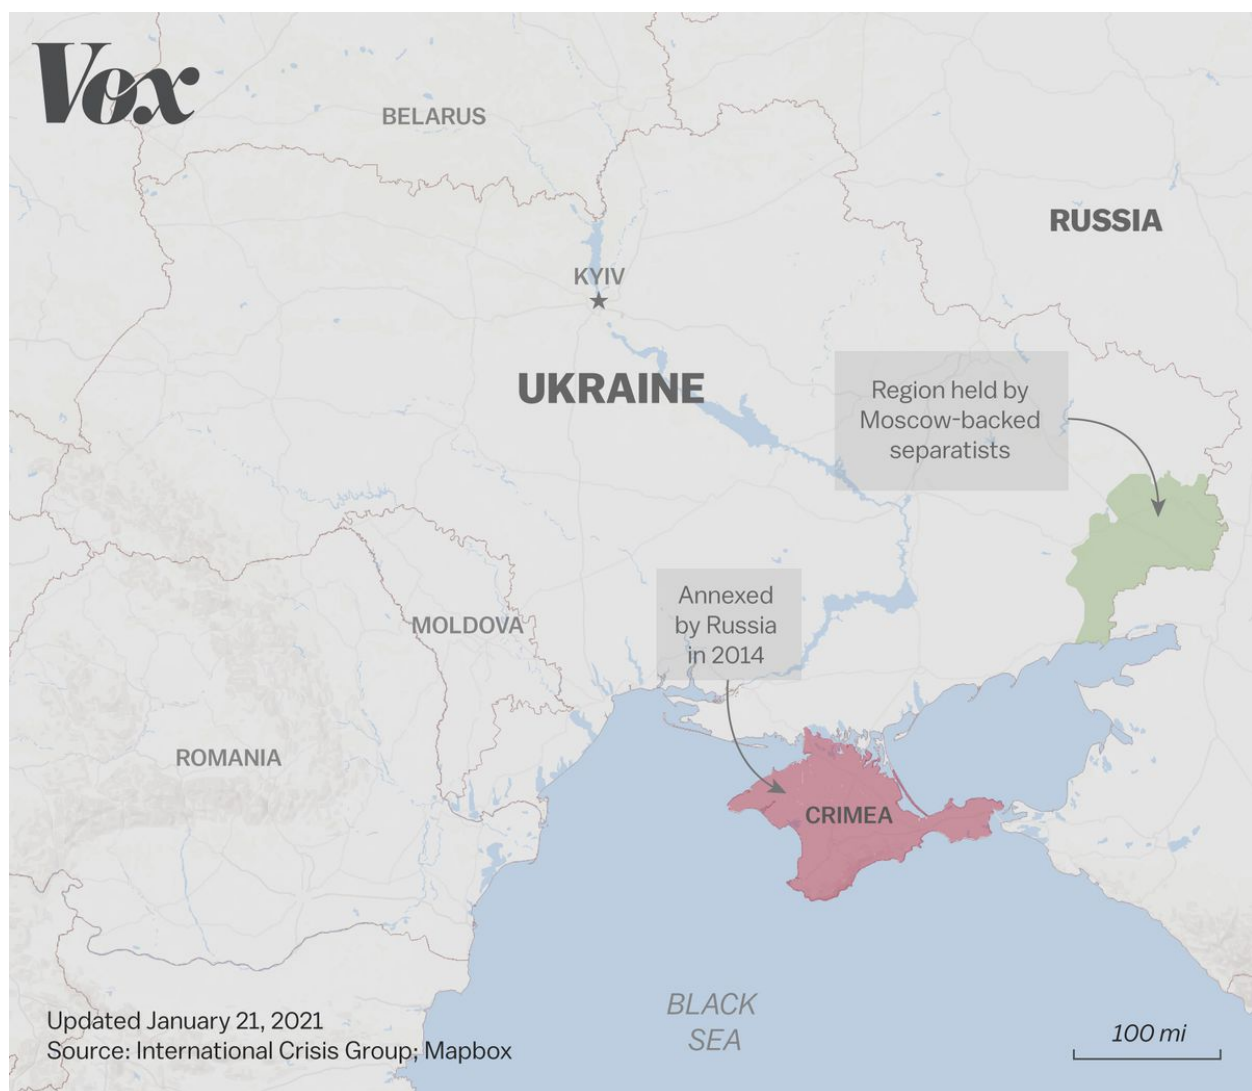 Vox
BELARUS
RUSSIA
KYIV
UKRAINE
Region held by
Moscow-backed
separatists
Annexed
by Russia
in 2014
MOLDOVA
ROMANIA
CRIMEA
BLACK
SEA
Updated January 21, 2021
Source: International Crisis Group; Mapbox
100 mi